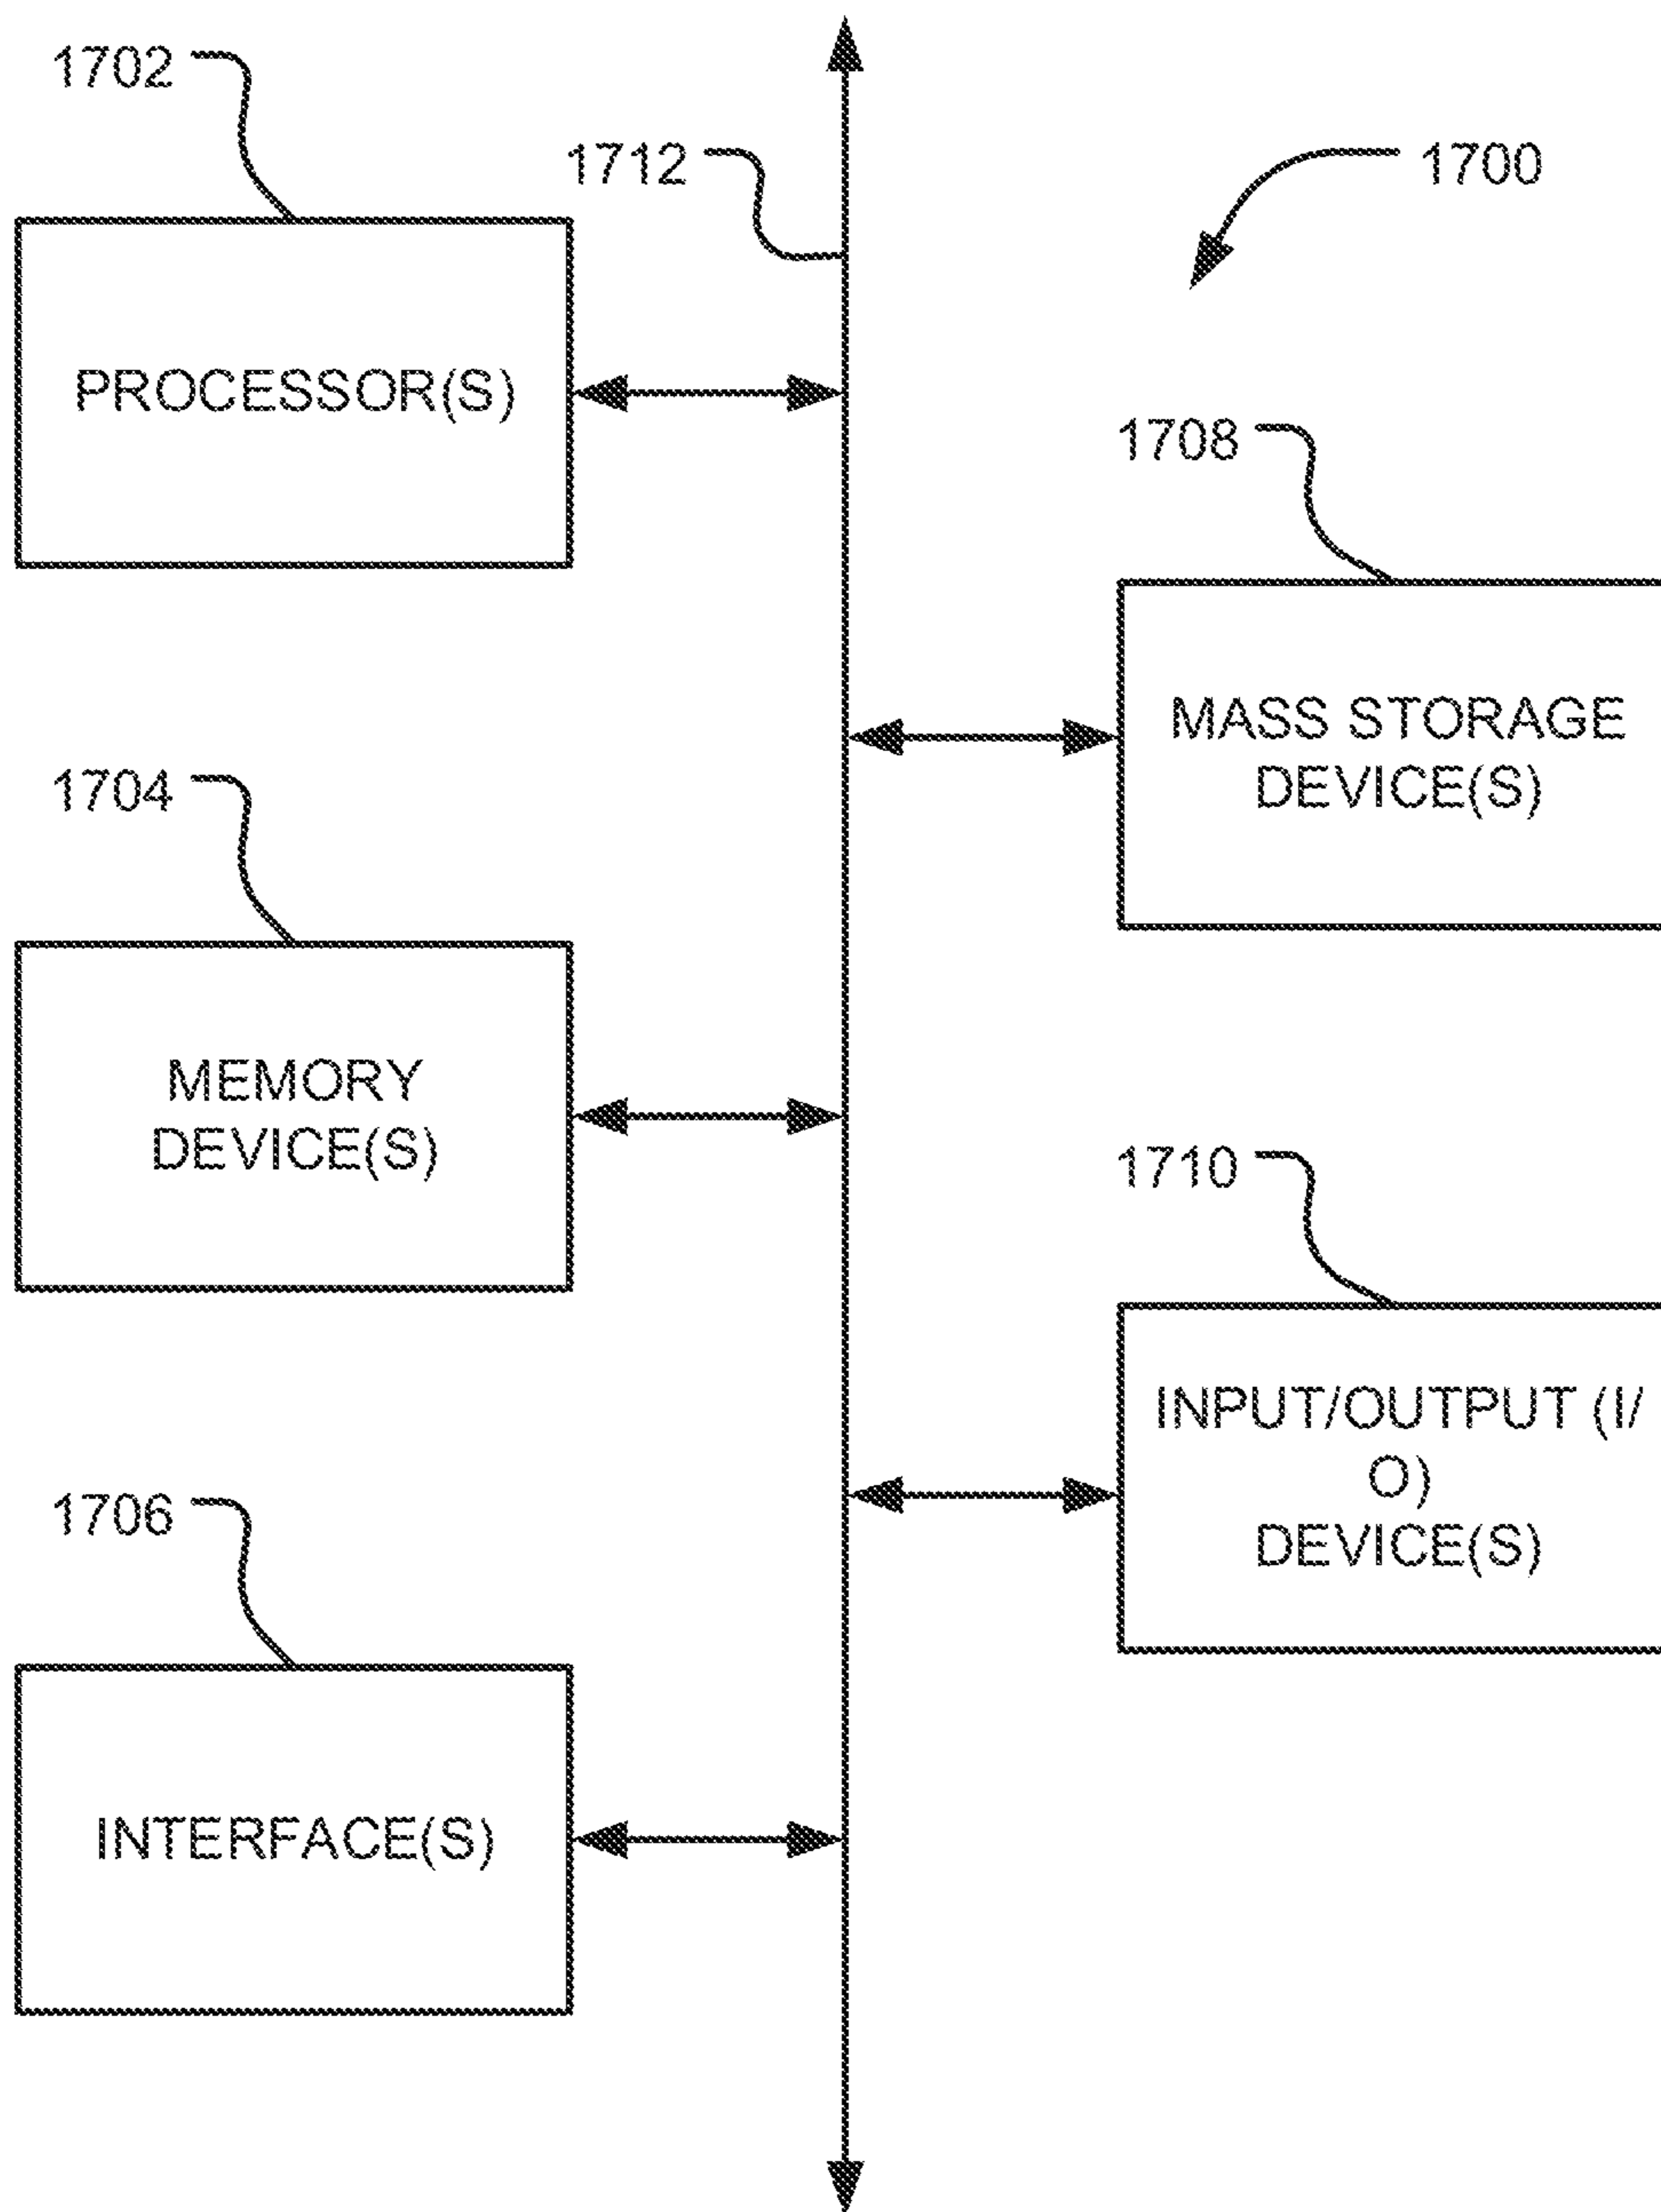 1702
1712
1700
PROCESSOR(S)
1708
MASS STORAGE
DEVICE(S)
1704
MEMORY
DEVICE(S)
1710
INPUT/OUTPUT (I/
O)
DEVICE(S)
1706
INTERFACE(S)